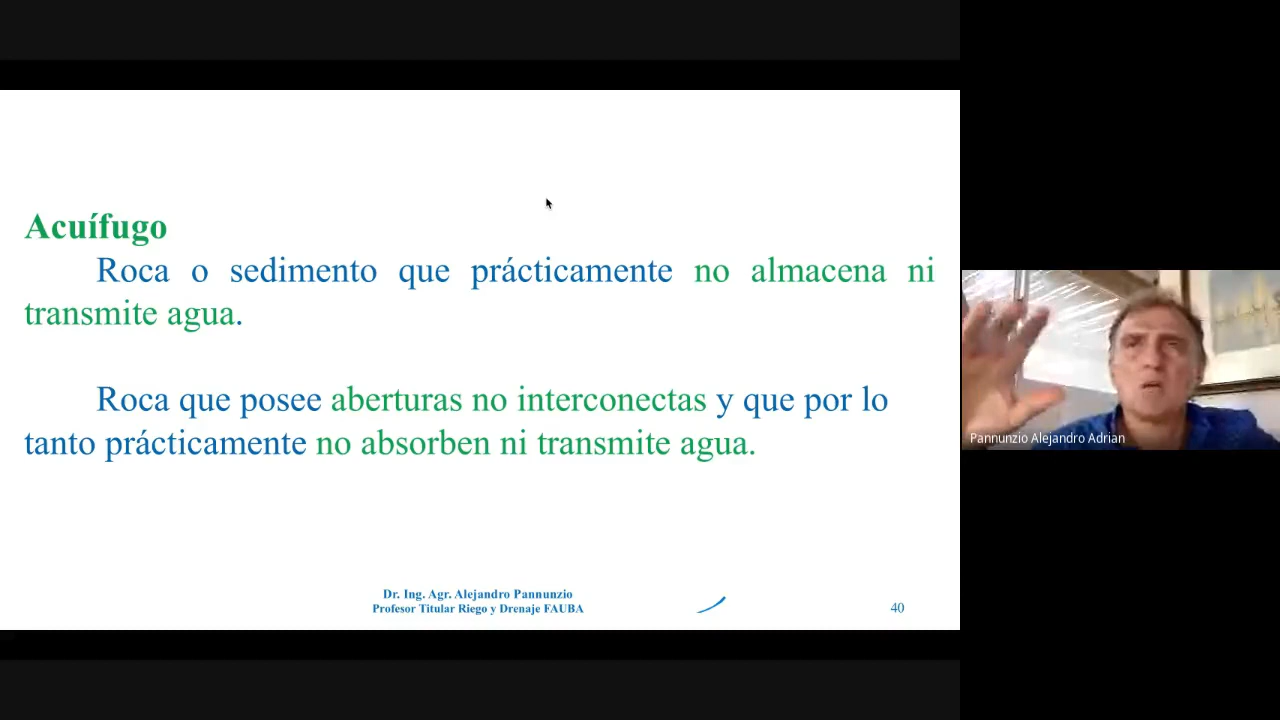 Acuífugo
Roca o sedimento que prácticamente no almacena ni
transmite agua.
Roca que posee aberturas no interconectas y que por lo
tanto prácticamente no absorben ni transmite agua.
Dr. Ing. Agr. Alejandro Pannunzio
Profesor Titular Riego y Drenaje FAUBA
40
Pannunzio Alejandro Adrian